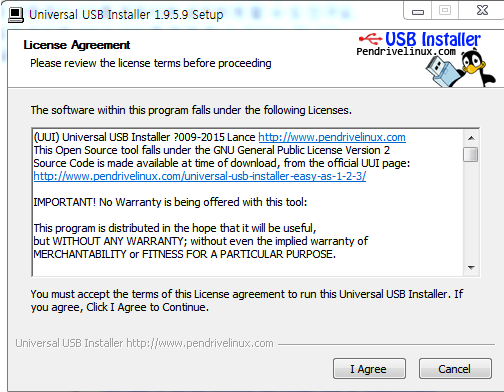 Universal USB Installer 1.9.5.9 Setup
License Agreement
Please review the license terms before proceeding
USB Installer
Pendrivelinux.com
The software within this program falls under the following Licenses.
(UUI) Universal USB Installer ?009-2015 Lance http://www.pendrivelinux.com
This Open Source tool falls under the GNU General Public License Version 2
Source Code is made available at time of download, from the official UUI page:
http://www.pendrivelinux.com/universal-usb-installer-easy-as-1-2-3/
IMPORTANT! No Warranty is being offered with this tool:
This program is distributed in the hope that it will be useful,
but WITHOUT ANY WARRANTY; without even the implied warranty of
MERCHANTABILITY or FITNESS FOR A PARTICULAR PURPOSE.
You must accept the terms of this License agreement to run this Universal USB Installer. If
you agree, Click I Agree to Continue.
Universal USB Installer http://www.pendrivelinux.com
I Agree
Cancel